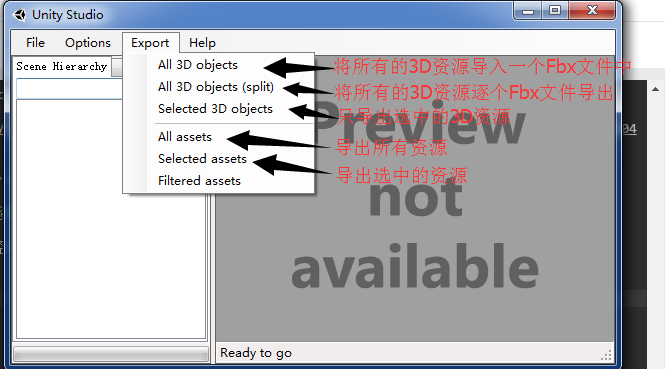 Unity Studio
File Options Export Help
Scene Hierarchy
All 3D objects
将所有的3D资源导入一个Fbx文件中
All 3D objects (split)
将所有的3D资源逐个Fbx文件导出
Selected 3D objects
只导出选中的3D资源
All assets
导出所有资源
Selected assets
导出选中的资源
Filtered assets
Preview
not
available
04
Ready to go